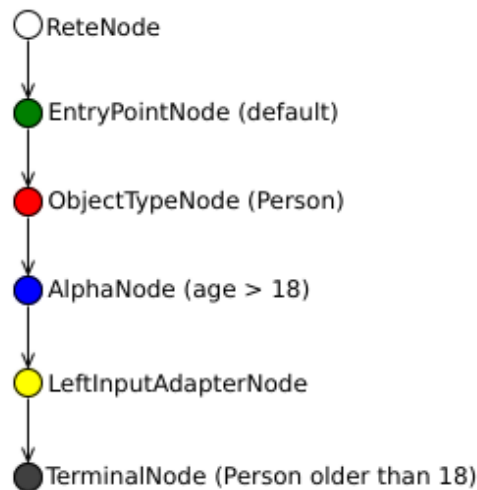 ReteNode
EntryPointNode (default)
ObjectTypeNode (Person)
AlphaNode (age > 18)
LeftInputAdapterNode
TerminalNode (Person older than 18)